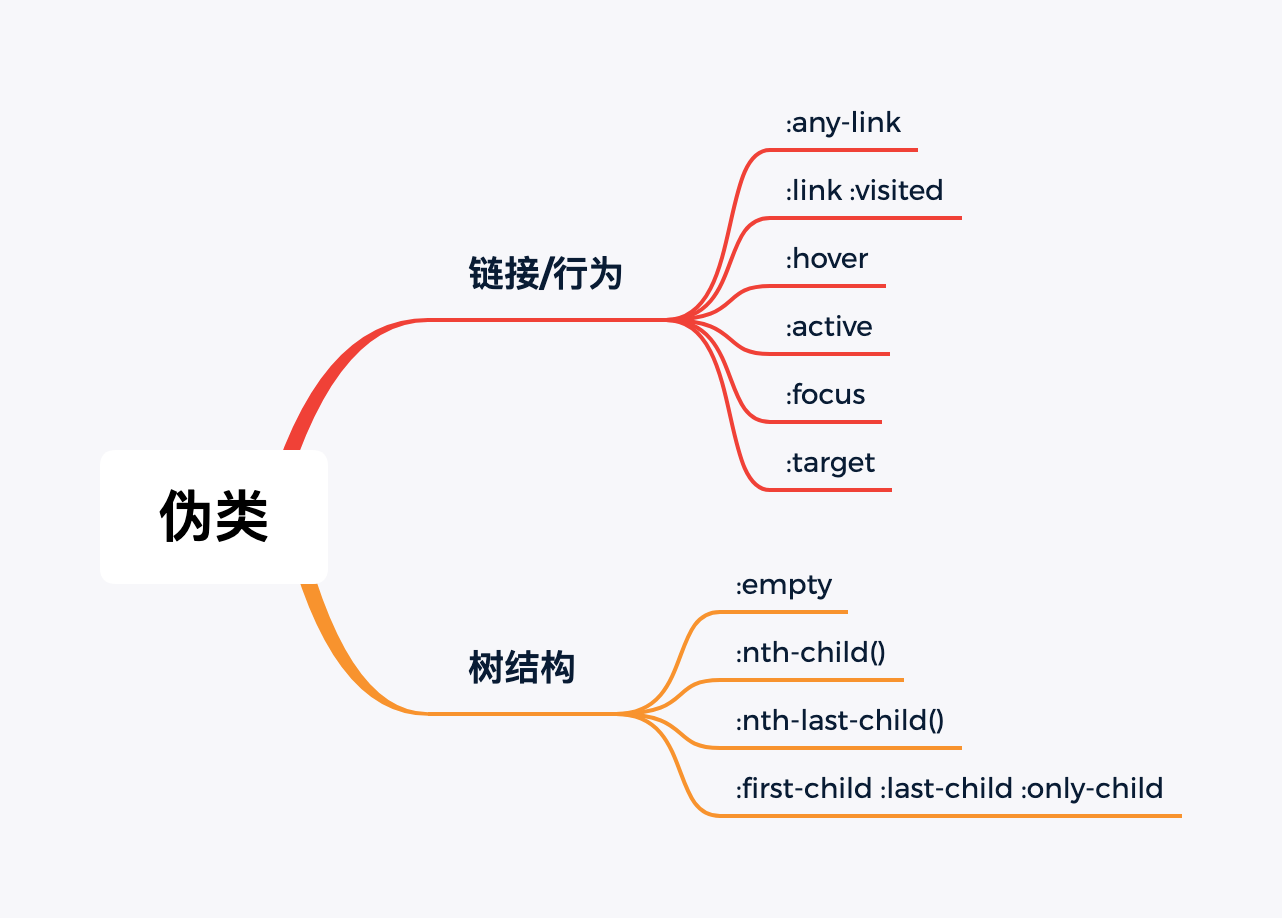 伪类
链接/行为
:any-link
:link :visited
:hover
:active
:focus
:target
树结构
:empty
:nth-child()
:nth-last-child()
:first-child :last-child :only-child